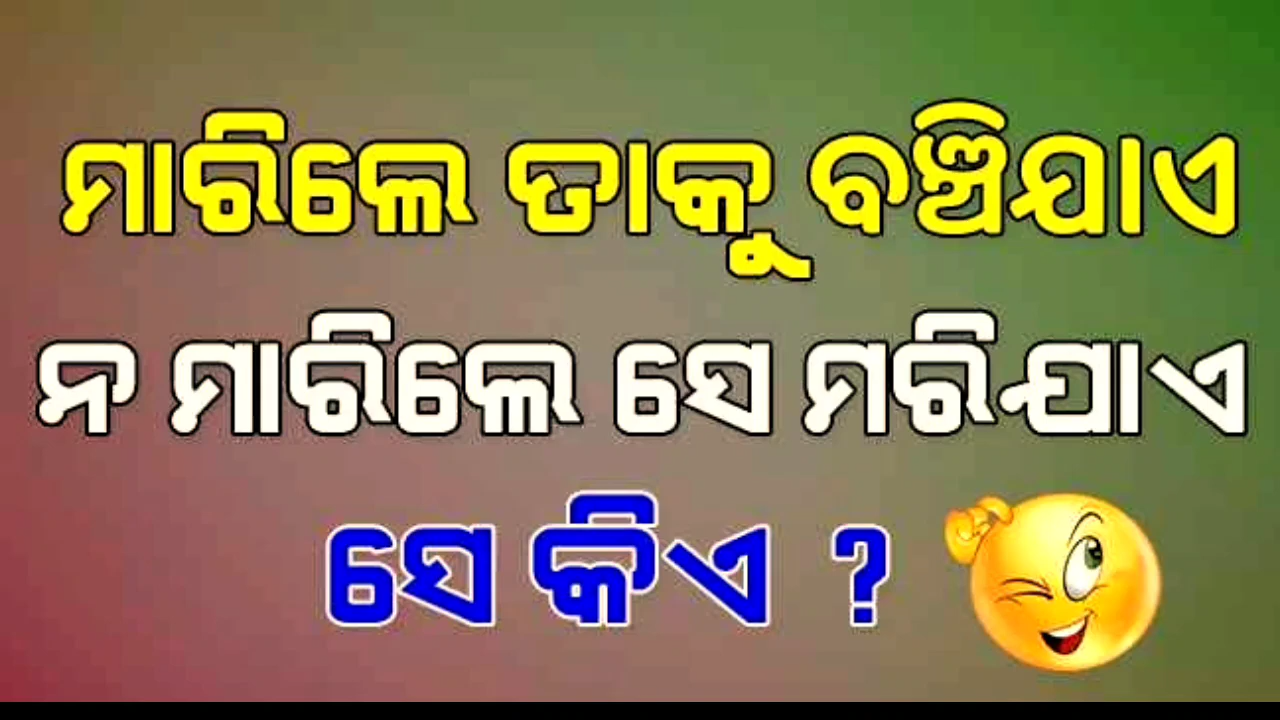 ମାରିଲେ ତାକୁ ବଞ୍ଚିଯାଏ
ନ ମାରିଲେ ସେ ମରିଯାଏ
ସେ କିଏ ?